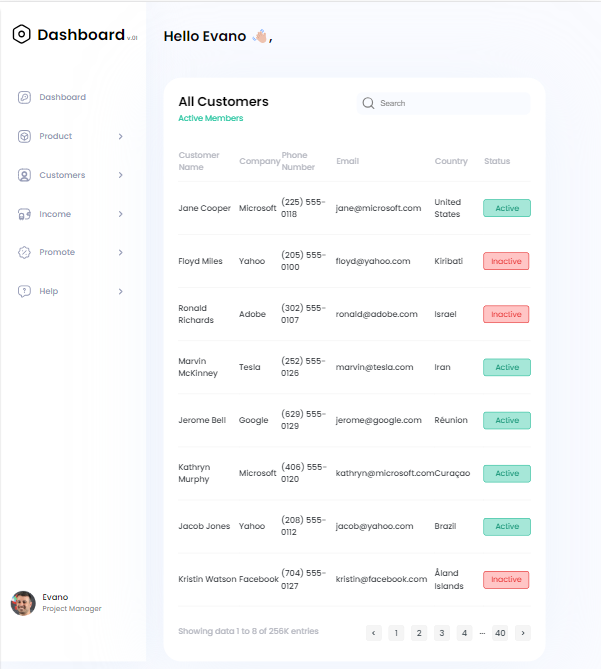 Dashboard v.01
Dashboard
Product
Customers
Income
Promote
Help
Evano
Project Manager
Hello Evano 👋🏻,
All Customers
Active Members
Search
Customer Name Company Phone Number Email Country Status
Jane Cooper Microsoft (225) 555-0118 jane@microsoft.com United States Active
Floyd Miles Yahoo (205) 555-0100 floyd@yahoo.com Kiribati Inactive
Ronald Richards Adobe (302) 555-0107 ronald@adobe.com Israel Inactive
Marvin McKinney Tesla (252) 555-0126 marvin@tesla.com Iran Active
Jerome Bell Google (629) 555-0129 jerome@google.com Réunion Active
Kathryn Murphy Microsoft (406) 555-0120 kathryn@microsoft.com Curaçao Active
Jacob Jones Yahoo (208) 555-0112 jacob@yahoo.com Brazil Active
Kristin Watson Facebook (704) 555-0127 kristin@facebook.com Åland Islands Inactive
Showing data 1 to 8 of 256K entries
< 1 2 3 4 ... 40 >